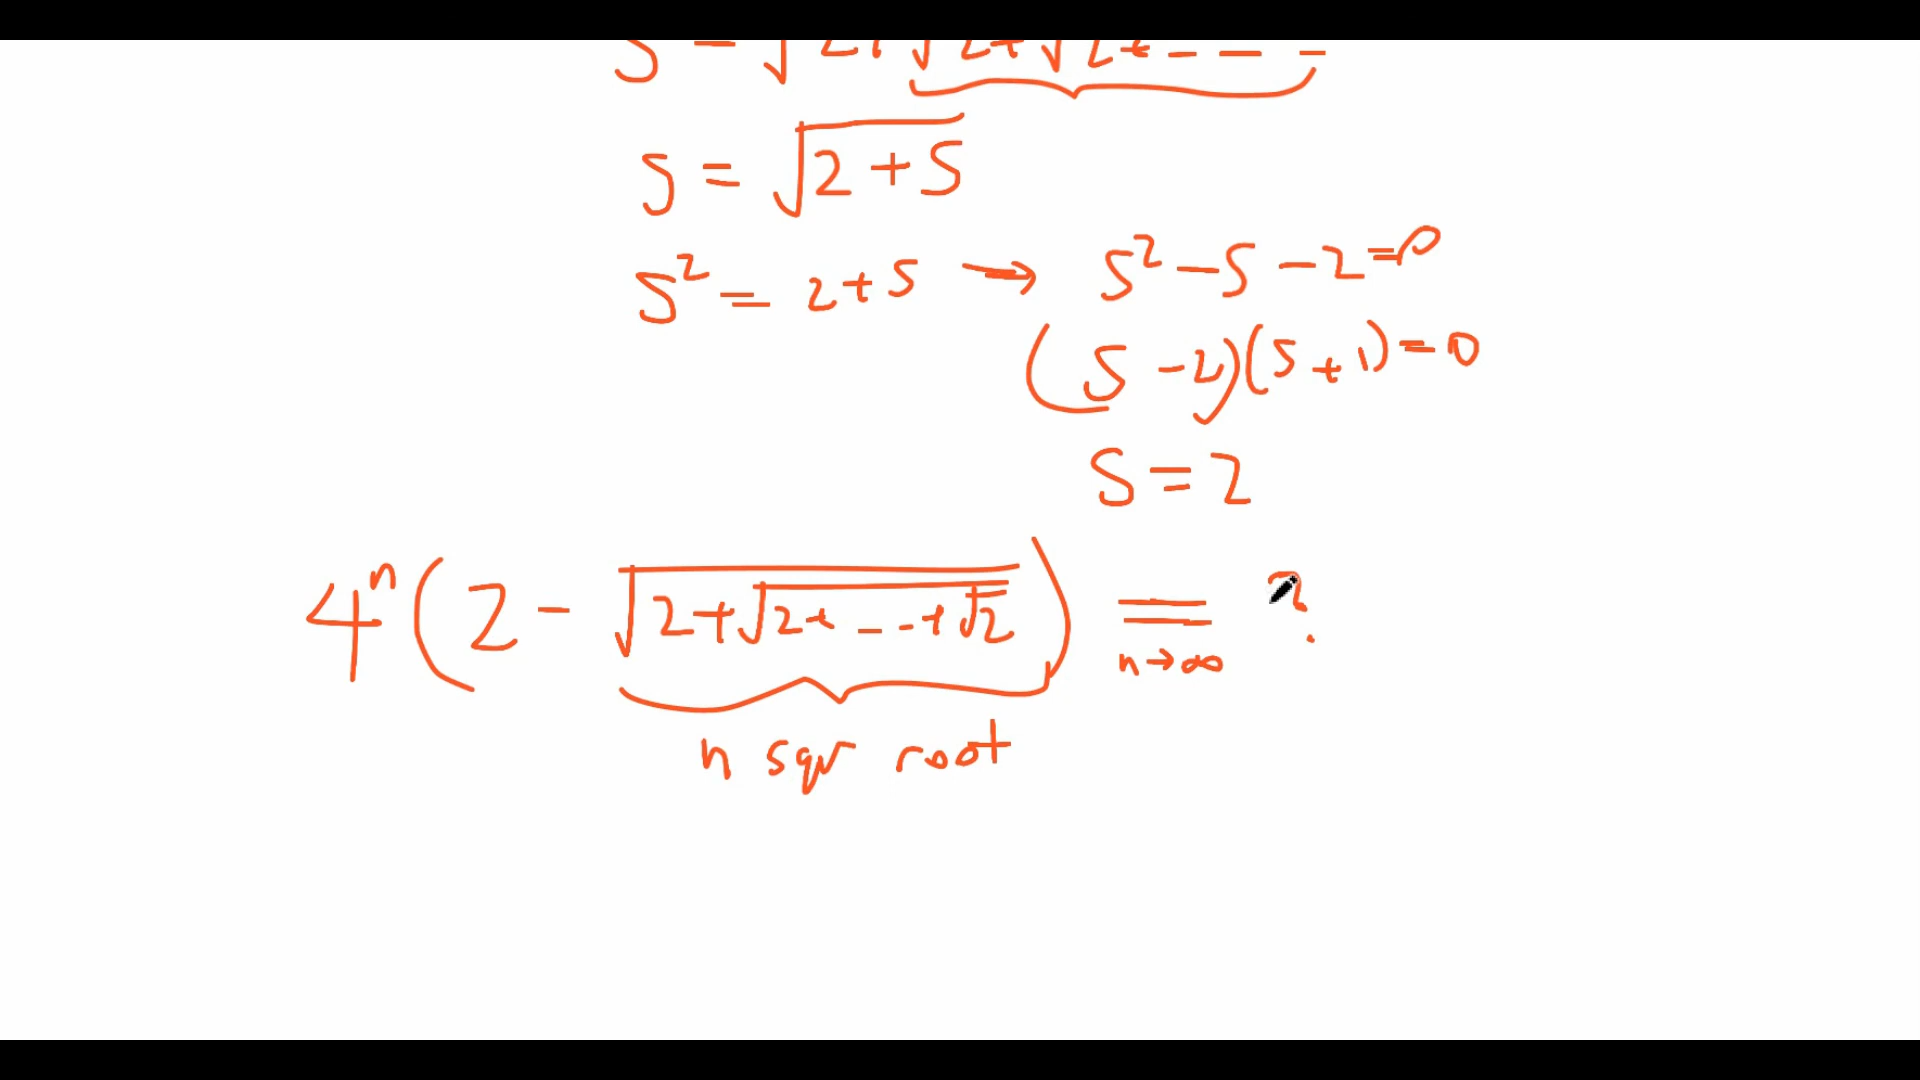 S = √2+√2+√2+ - - -
S = √2+S
S² = 2+S → S² - S - 2 = 0
(S - 2)(S + 1) = 0
S = 2
4ⁿ(2 - √2+√2+ - - + √2) = ?
n→∞
n sqr root